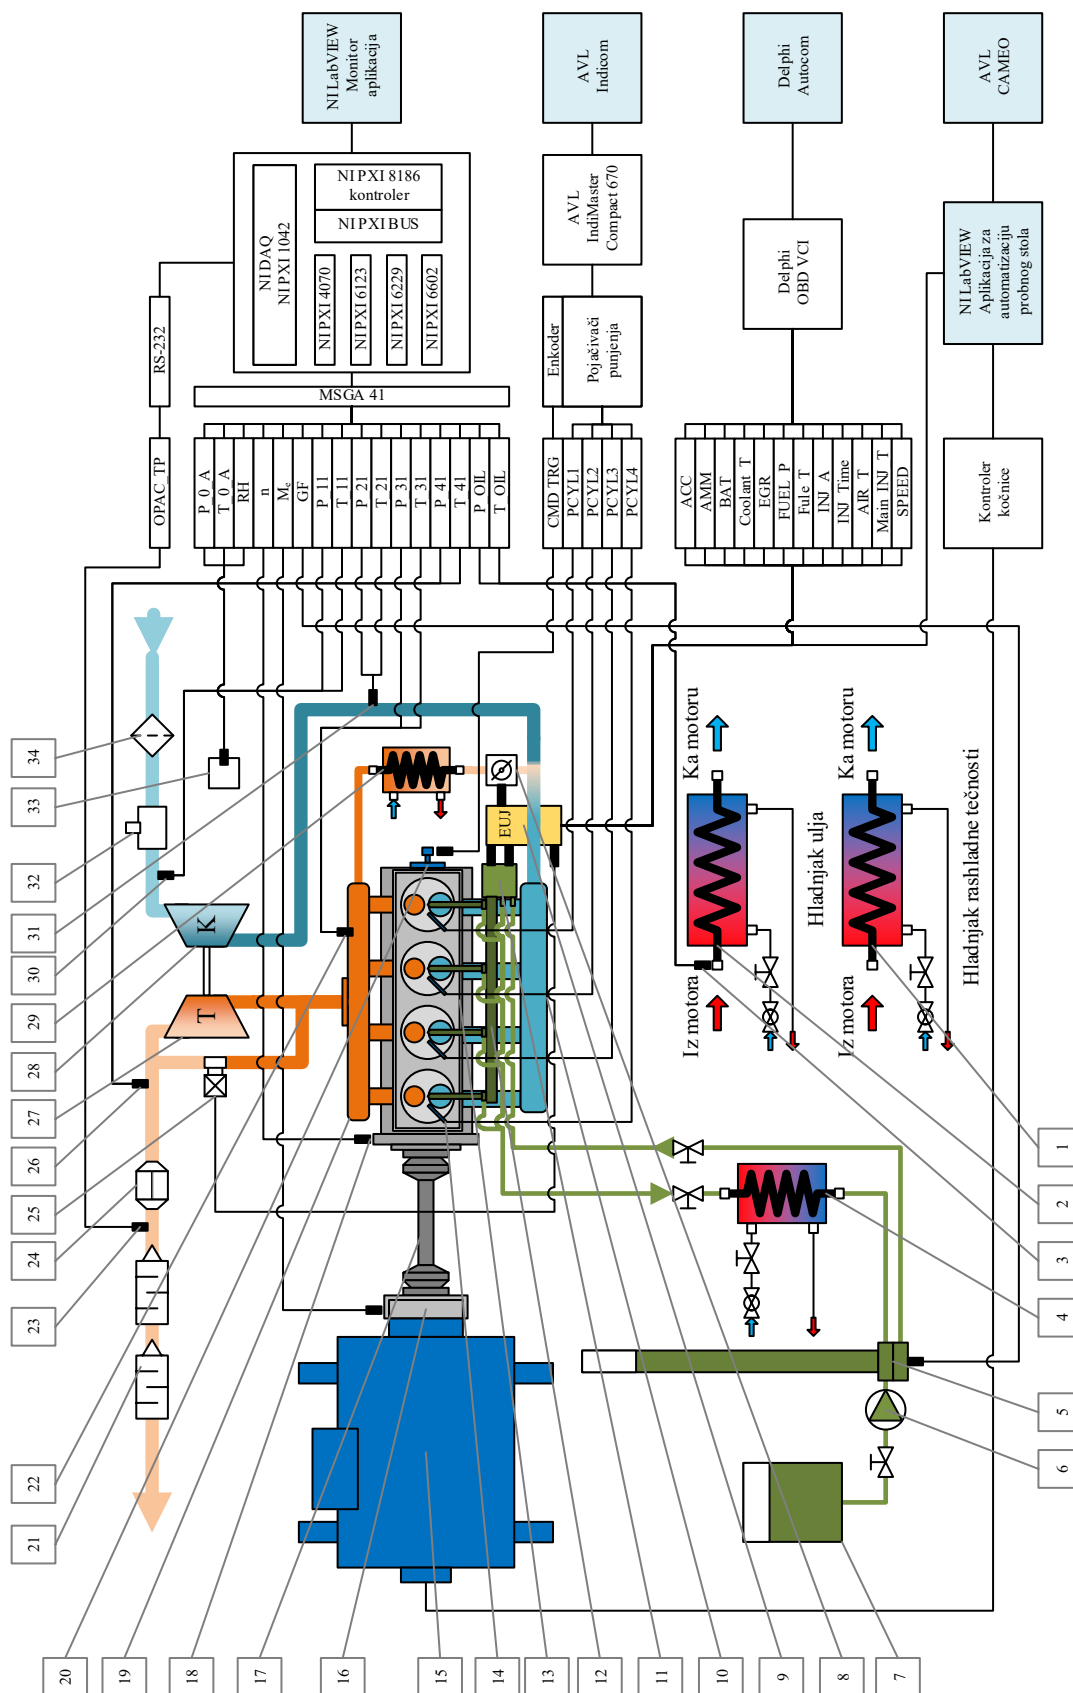 NI LabVIEW
Monitor
aplikacija
AVL
Indicom
Delphi
Autocom
AVL
CAMEO
NI DAQ
NI PXI 1042
NI PXI 8186
kontroler
NI PXI BUS
NI PXI 4070
NI PXI 6123
NI PXI 6229
NI PXI 6602
AVL
IndiMaster
Compact 670
Delphi
OBD VCI
NI LabVIEW
Aplikacija za
automatizaciju
probnog stola
RS-232
MSGA 41
Enkoder
Pojačivači
punjenja
OPAC_TP
P_0_A
T_0_A
RH
n
Me
GF
P_11
T_11
P_21
T_21
P_31
T_31
P_41
T_41
P_OIL
T_OIL
CMD TRG
PCYL1
PCYL2
PCYL3
PCYL4
ACC
AMM
BAT
Coolant_T
EGR
FUEL_P
Fule_T
INJ_A
INJ_Time
AIR_T
Main_INJ_T
SPEED
Kontroler
kočnice
K
T
EUJ
Ka motoru
Iz motora
Hladnjak ulja
Ka motoru
Iz motora
Hladnjak rashladne tečnosti
34
33
32
31
30
29
28
27
26
25
24
23
22
21
20
19
18
17
16
15
14
13
12
11
10
9
8
7
6
5
4
3
2
1